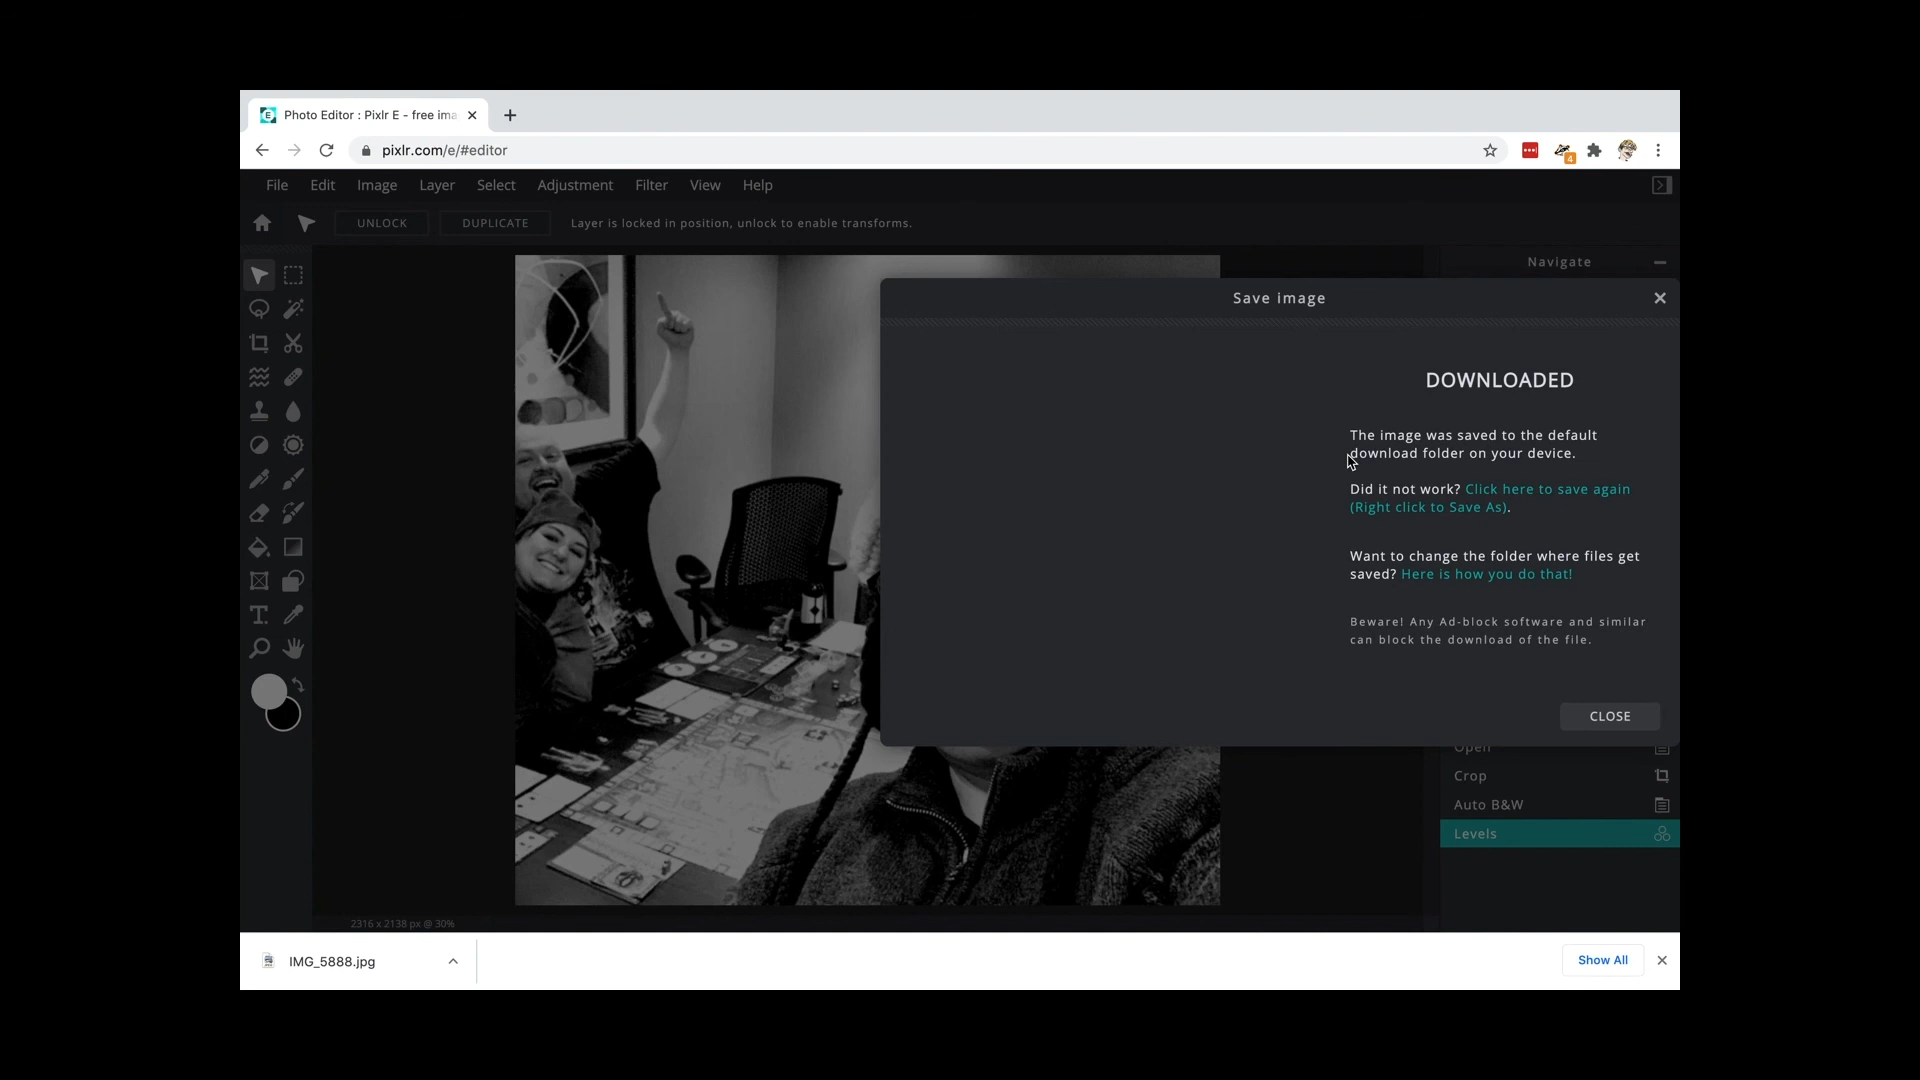 Photo Editor : Pixlr E - free ima
pixlr.com/e/#editor
4
File Edit Image Layer Select Adjustment Filter View Help
UNLOCK DUPLICATE Layer is locked in position, unlock to enable transforms.
Navigate
Save image
DOWNLOADED
The image was saved to the default
download folder on your device.
Did it not work? Click here to save again
(Right click to Save As).
Want to change the folder where files get
saved? Here is how you do that!
Beware! Any Ad-block software and similar
can block the download of the file.
CLOSE
Open
Crop
Auto B&W
Levels
2316 x 2138 px @ 30%
IMG_5888.jpg
Show All